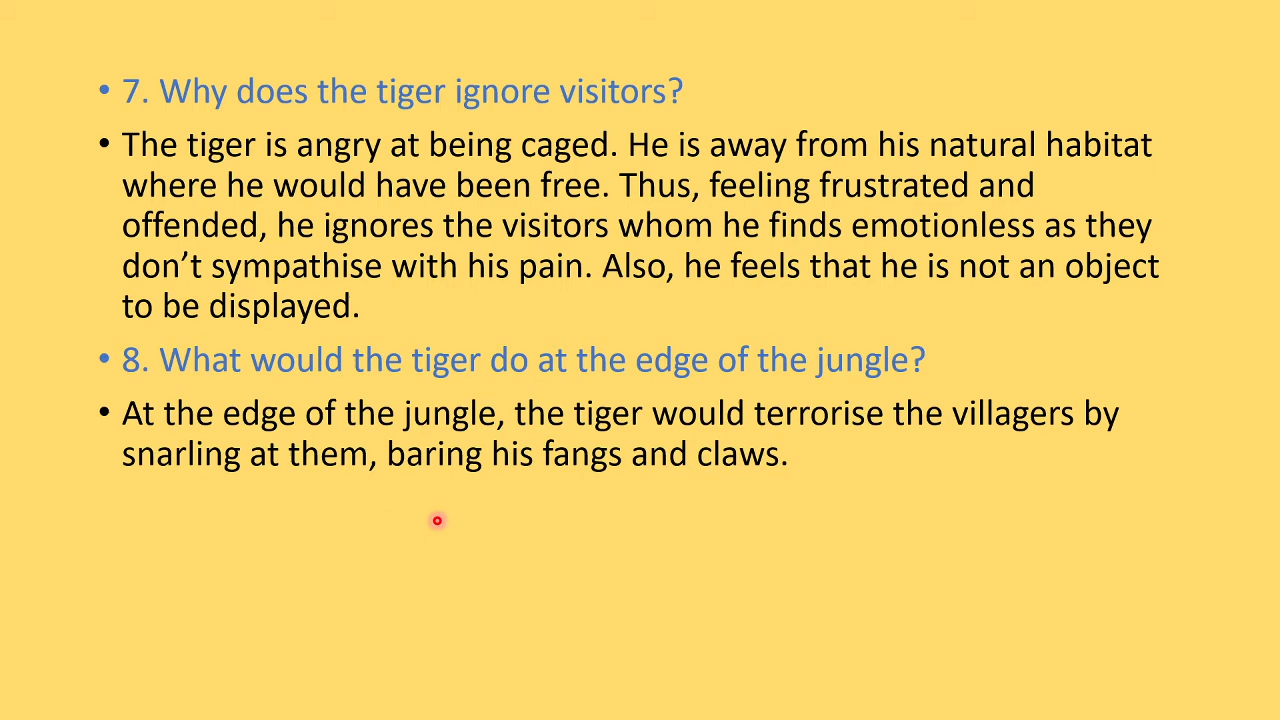 • 7. Why does the tiger ignore visitors?
• The tiger is angry at being caged. He is away from his natural habitat
where he would have been free. Thus, feeling frustrated and
offended, he ignores the visitors whom he finds emotionless as they
don’t sympathise with his pain. Also, he feels that he is not an object
to be displayed.
• 8. What would the tiger do at the edge of the jungle?
• At the edge of the jungle, the tiger would terrorise the villagers by
snarling at them, baring his fangs and claws.